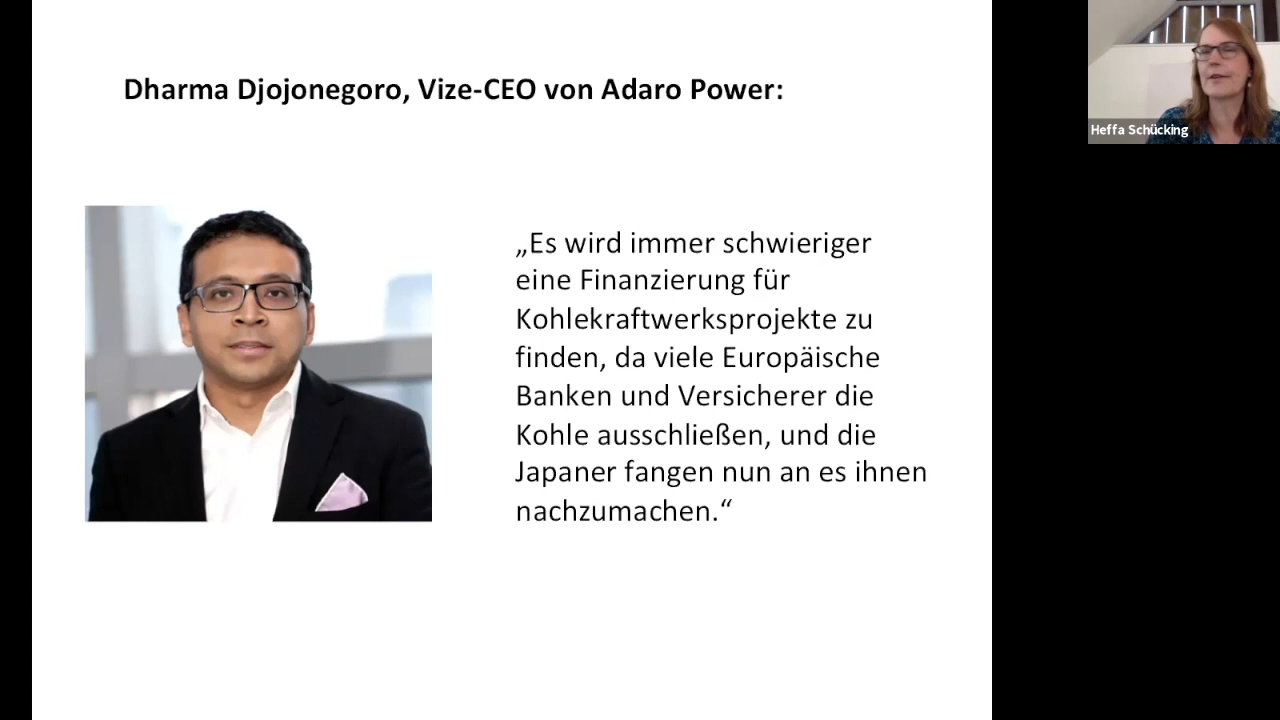 Dharma Djojonegoro, Vize-CEO von Adaro Power:
„Es wird immer schwieriger
eine Finanzierung für
Kohlekraftwerksprojekte zu
finden, da viele Europäische
Banken und Versicherer die
Kohle ausschließen, und die
Japaner fangen nun an es ihnen
nachzumachen.“
Heffa Schücking